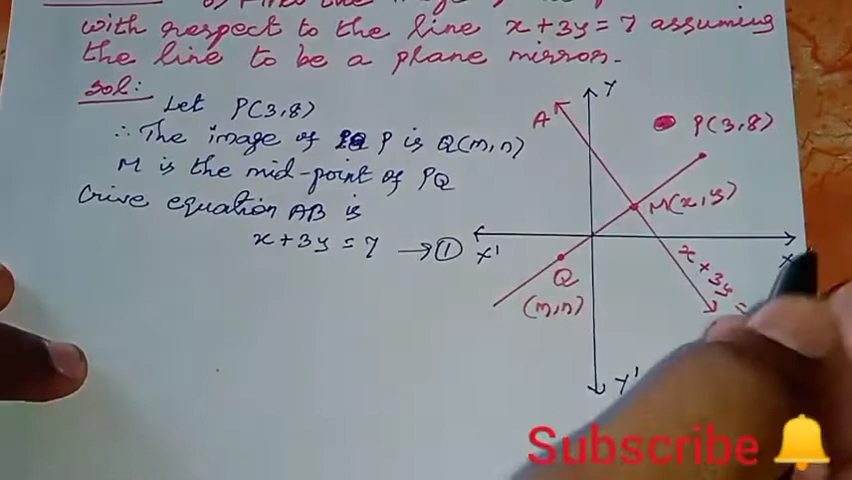 with respect to the line x+3y=7 assuming
the line to be a plane mirror.
Sol:
Let P(3,8)
∴ The image of P is Q(m,n)
M is the mid-point of PQ
Give equation AB is
x+3y=7 →①
Y
A
P(3,8)
M(x,y)
X'
X
Q
(m,n)
x+3y=
Y'
Subscribe